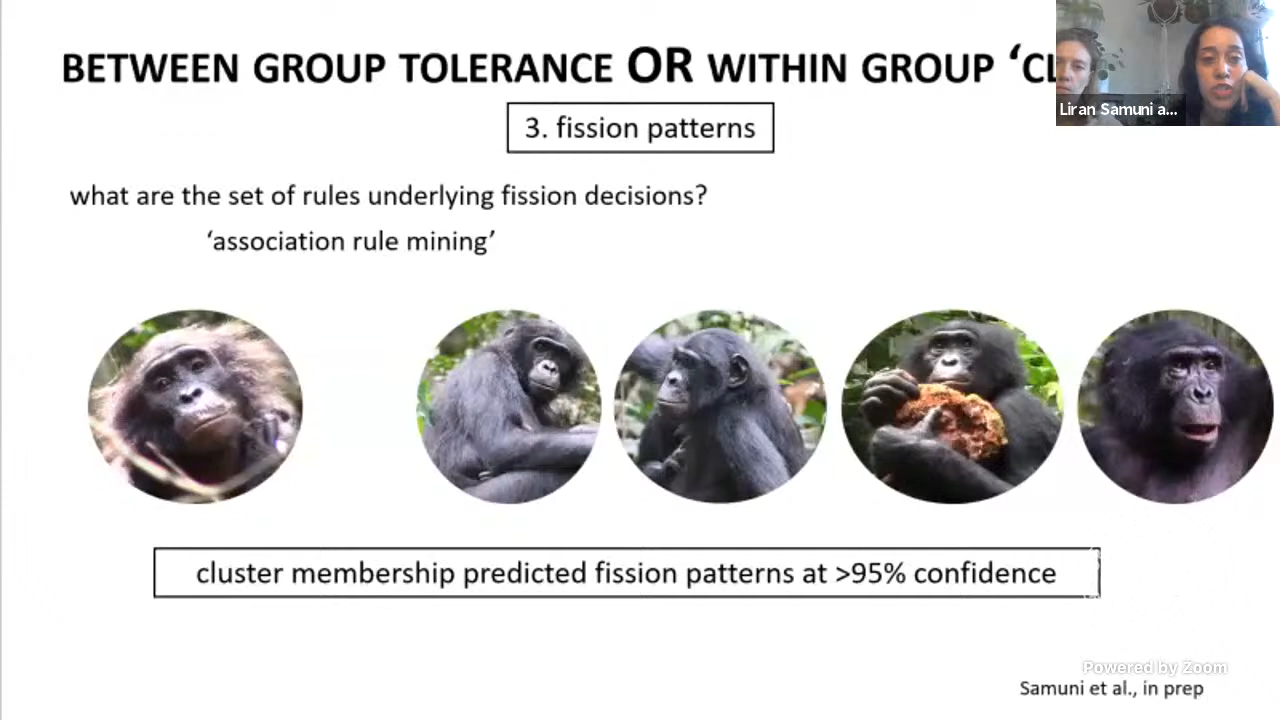 BETWEEN GROUP TOLERANCE OR WITHIN GROUP ‘CL
Liran Samuni a...
3. fission patterns
what are the set of rules underlying fission decisions?
‘association rule mining’
cluster membership predicted fission patterns at >95% confidence
Powered by Zoom
Samuni et al., in prep